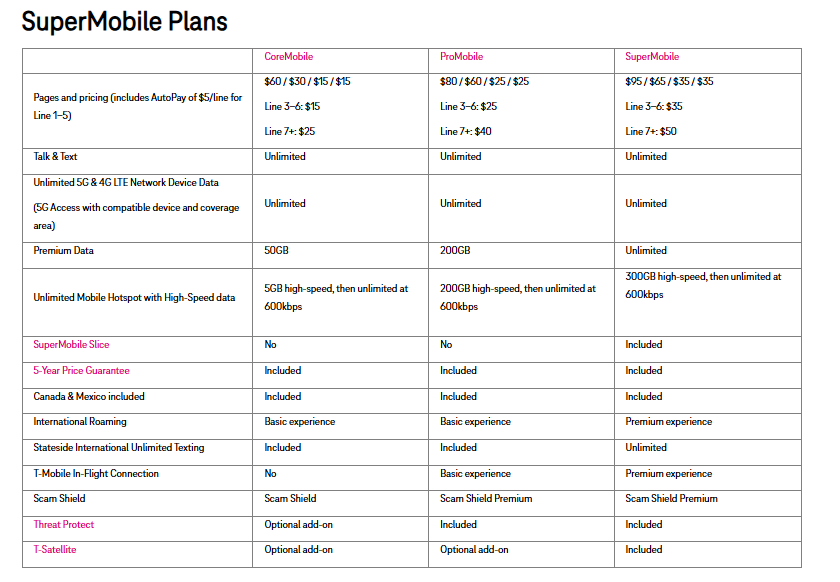 SuperMobile Plans
CoreMobile
ProMobile
SuperMobile
Pages and pricing (includes AutoPay of $5/line for
Line 1–5)
$60 / $30 / $15 / $15
Line 3–6: $15
Line 7+: $25
$80 / $60 / $25 / $25
Line 3–6: $25
Line 7+: $40
$95 / $65 / $35 / $35
Line 3–6: $35
Line 7+: $50
Talk & Text
Unlimited
Unlimited
Unlimited
Unlimited 5G & 4G LTE Network Device Data
(5G Access with compatible device and coverage
area)
Unlimited
Unlimited
Unlimited
Premium Data
50GB
200GB
Unlimited
Unlimited Mobile Hotspot with High-Speed data
5GB high-speed, then unlimited at
600kbps
200GB high-speed, then unlimited at
600kbps
300GB high-speed, then unlimited at
600kbps
SuperMobile Slice
No
No
Included
5-Year Price Guarantee
Included
Included
Included
Canada & Mexico included
Included
Included
Included
International Roaming
Basic experience
Basic experience
Premium experience
Stateside International Unlimited Texting
Included
Included
Unlimited
T-Mobile In-Flight Connection
No
Basic experience
Premium experience
Scam Shield
Scam Shield
Scam Shield Premium
Scam Shield Premium
Threat Protect
Optional add-on
Included
Included
T-Satellite
Optional add-on
Optional add-on
Included